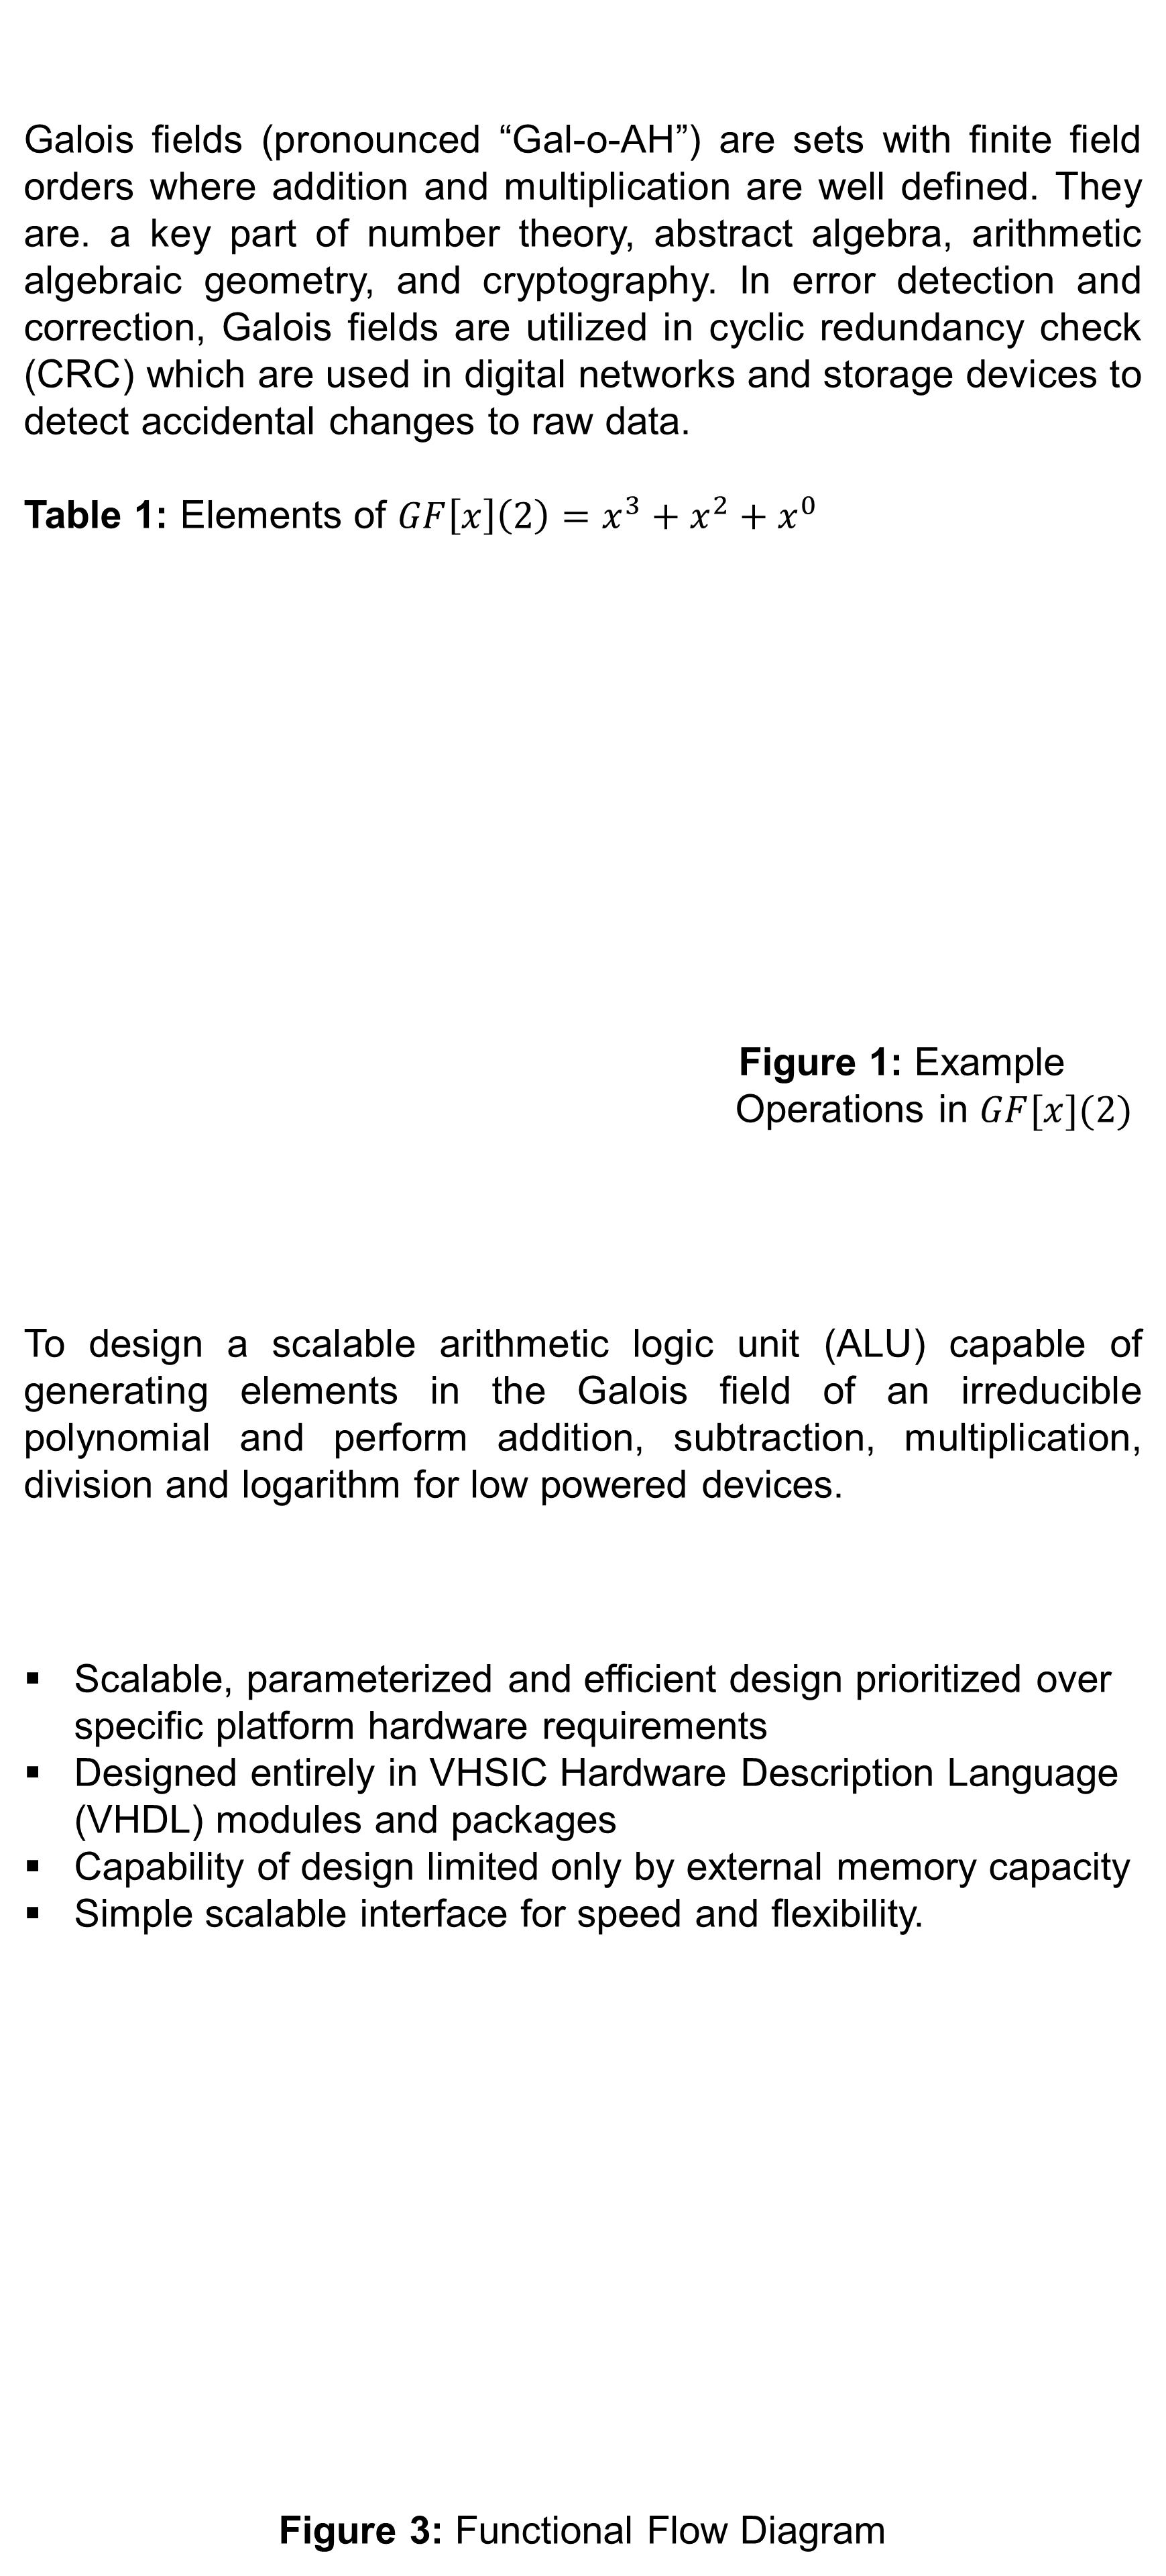 Galois fields (pronounced “Gal-o-AH”) are sets with finite field
orders where addition and multiplication are well defined. They
are. a key part of number theory, abstract algebra, arithmetic
algebraic geometry, and cryptography. In error detection and
correction, Galois fields are utilized in cyclic redundancy check
(CRC) which are used in digital networks and storage devices to
detect accidental changes to raw data.
Table 1: Elements of 𝐺𝐹[𝑥](2) = 𝑥³ + 𝑥² + 𝑥⁰
Figure 1: Example
Operations in 𝐺𝐹[𝑥](2)
To design a scalable arithmetic logic unit (ALU) capable of
generating elements in the Galois field of an irreducible
polynomial and perform addition, subtraction, multiplication,
division and logarithm for low powered devices.
▪ Scalable, parameterized and efficient design prioritized over
specific platform hardware requirements
▪ Designed entirely in VHSIC Hardware Description Language
(VHDL) modules and packages
▪ Capability of design limited only by external memory capacity
▪ Simple scalable interface for speed and flexibility.
Figure 3: Functional Flow Diagram